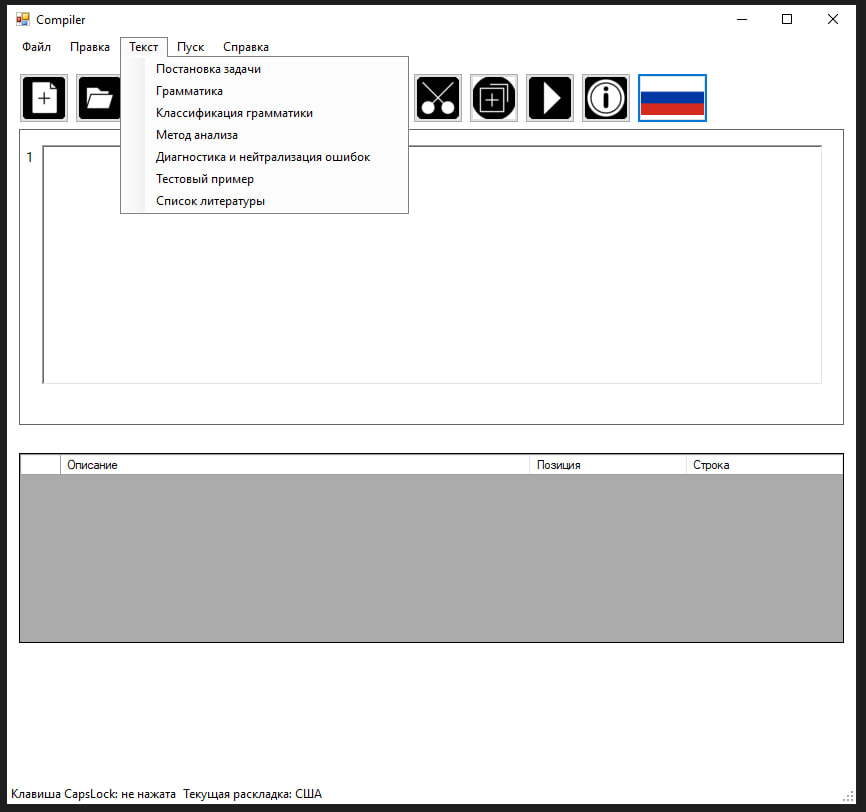 Compiler
Файл Правка Текст Пуск Справка
Постановка задачи
Грамматика
Классификация грамматики
Метод анализа
Диагностика и нейтрализация ошибок
Тестовый пример
Список литературы
1
Описание Позиция Строка
Клавиша CapsLock: не нажата Текущая раскладка: США